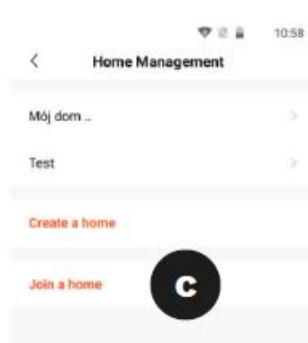 10:58
Home Management
Mój dom ..
Test
Create a home
Join a home
C